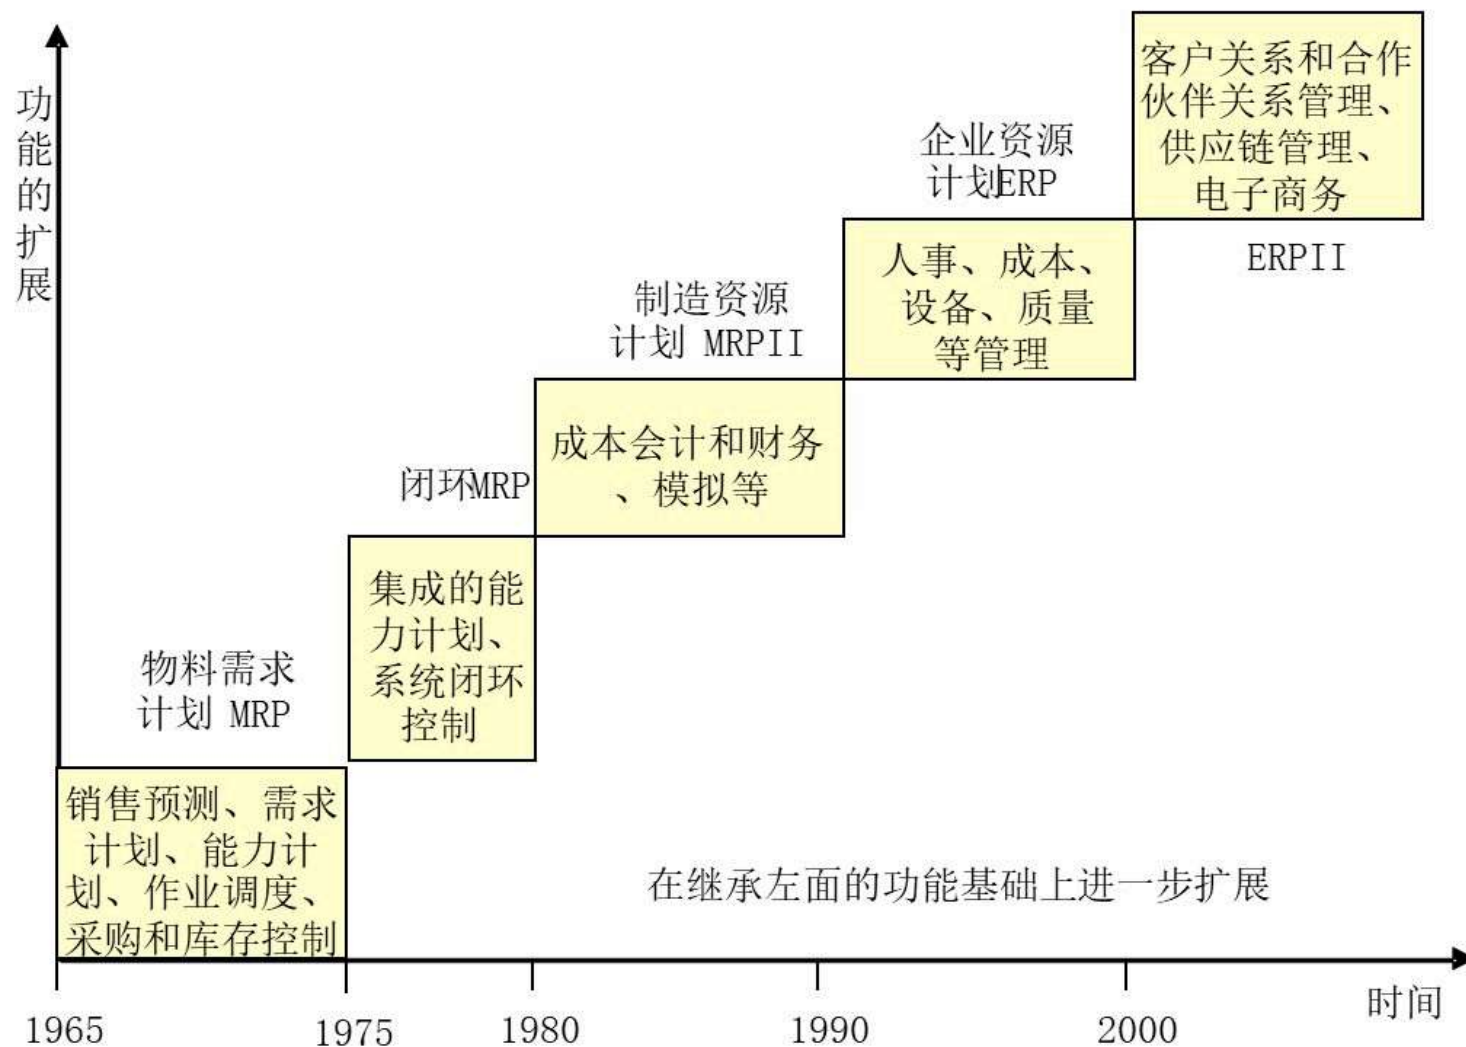 功能的扩展
客户关系和合作
伙伴关系管理、
供应链管理、
电子商务
企业资源
计划ERP
ERPII
人事、成本、
设备、质量
等管理
制造资源
计划 MRPII
成本会计和财务
、模拟等
闭环MRP
集成的能
力计划、
系统闭环
控制
物料需求
计划 MRP
销售预测、需求
计划、能力计
划、作业调度、
采购和库存控制
在继承左面的功能基础上进一步扩展
时间
1965
1975
1980
1990
2000